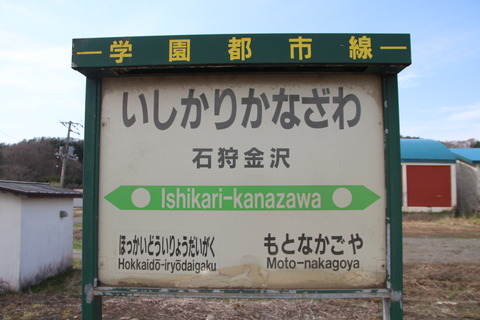 学園都市線
いしかりかなざわ
石狩金沢
Ishikari-kanazawa
ほっかいどういりょうだいがく もとなかごや
Hokkaidō-iryōdaigaku Moto-nakagoya